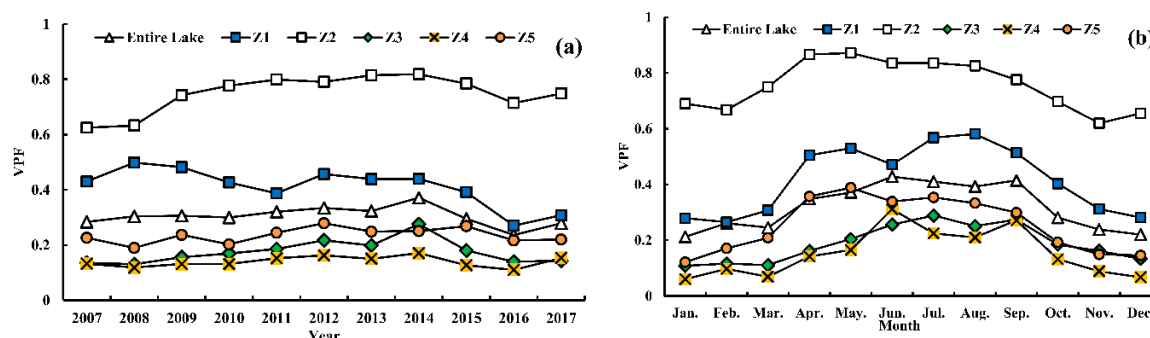 1
Entire Lake Z1 Z2 Z3 Z4 Z5
(a)
0.8
0.6
VPF
0.4
0.2
0
2007 2008 2009 2010 2011 2012 2013 2014 2015 2016 2017
Year
1
Entire Lake Z1 Z2 Z3 Z4 Z5
(b)
0.8
0.6
VPF
0.4
0.2
0
Jan. Feb. Mar. Apr. May. Jun. Jul. Aug. Sep. Oct. Nov. Dec
Month